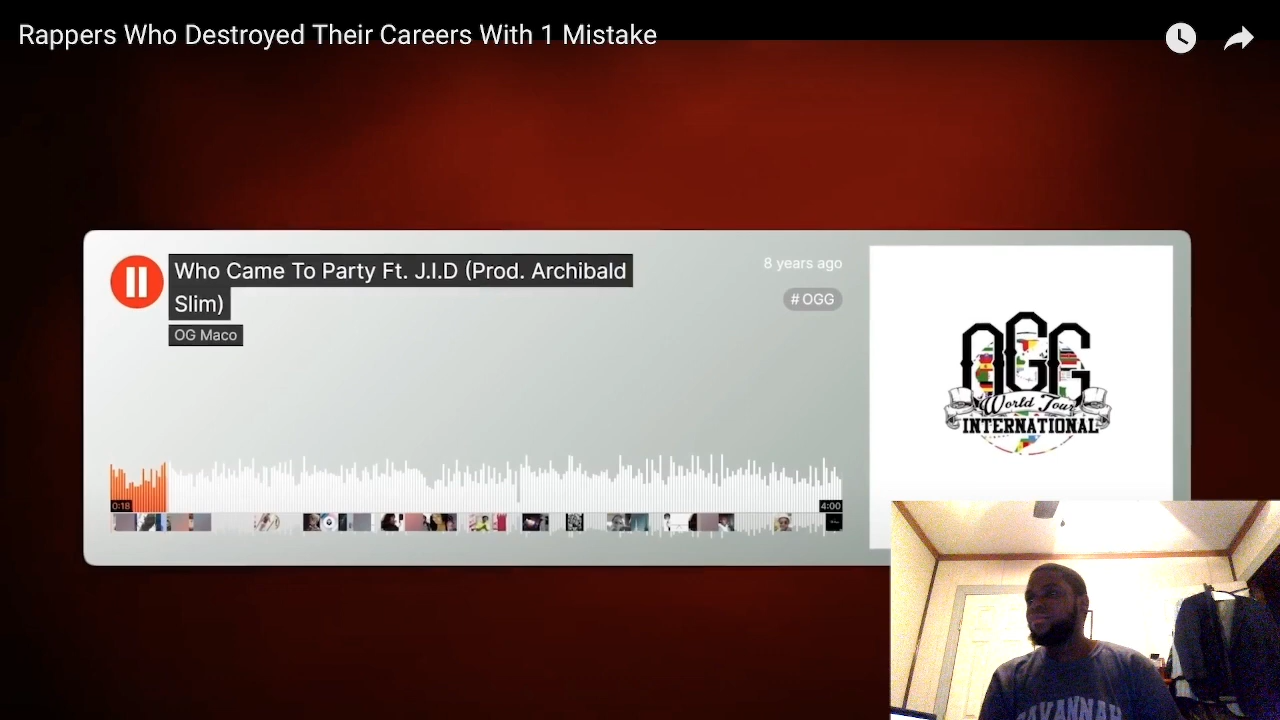 Rappers Who Destroyed Their Careers With 1 Mistake
Who Came To Party Ft. J.I.D (Prod. Archibald
Slim)
OG Maco
8 years ago
# OGG
OGG
World Tour
INTERNATIONAL
0:18
4:00
SAVANNAH